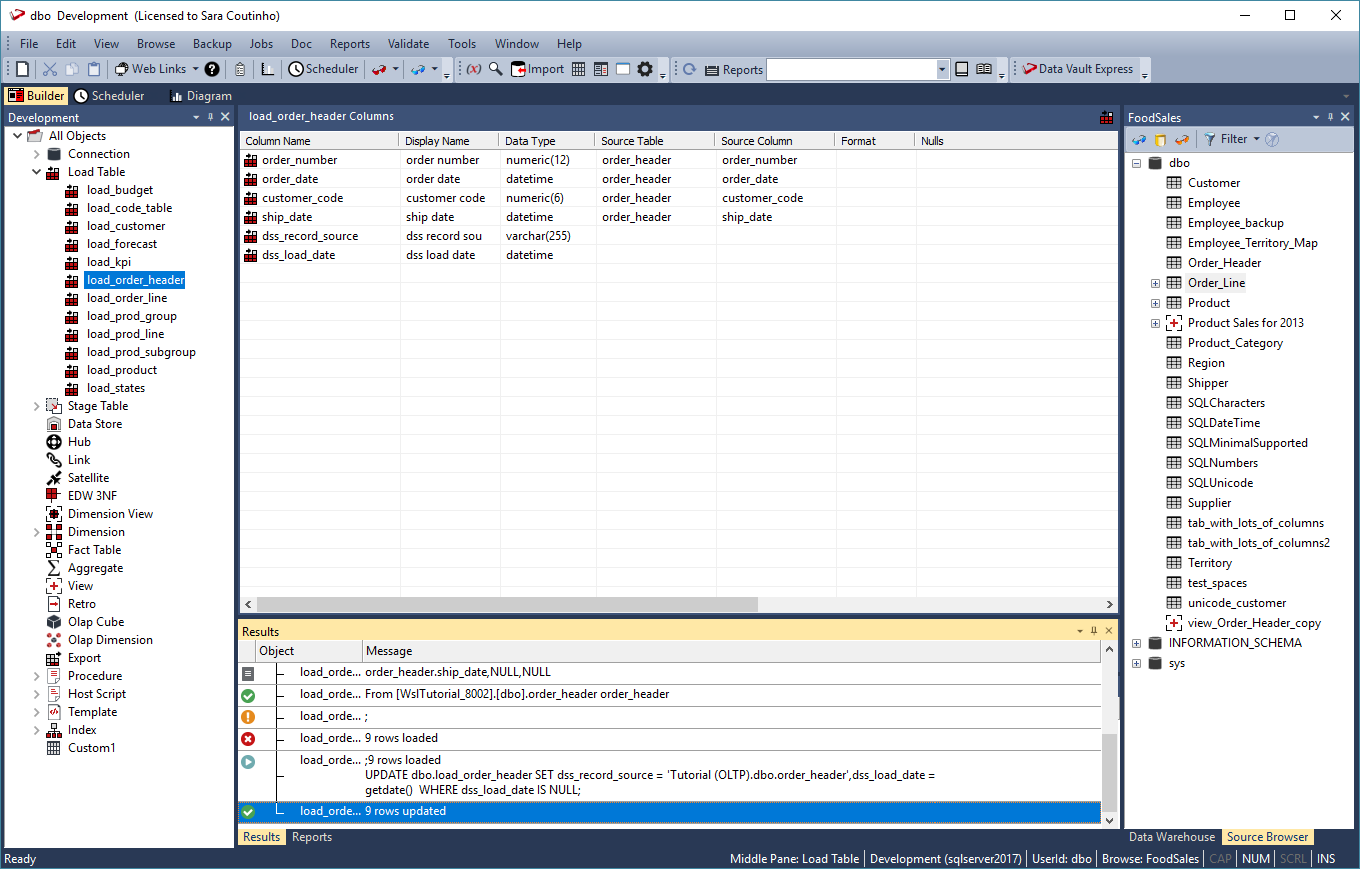 dbo Development (Licensed to Sara Coutinho)
File Edit View Browse Backup Jobs Doc Reports Validate Tools Window Help
Web Links Scheduler (x) Import Reports Data Vault Express
Builder Scheduler Diagram
Development
All Objects
Connection
Load Table
load_budget
load_code_table
load_customer
load_forecast
load_kpi
load_order_header
load_order_line
load_prod_group
load_prod_line
load_prod_subgroup
load_product
load_states
Stage Table
Data Store
Hub
Link
Satellite
EDW 3NF
Dimension View
Dimension
Fact Table
Aggregate
View
Retro
Olap Cube
Olap Dimension
Export
Procedure
Host Script
Template
Index
Custom1
load_order_header Columns
Column Name Display Name Data Type Source Table Source Column Format Nulls
order_number order number numeric(12) order_header order_number
order_date order date datetime order_header order_date
customer_code customer code numeric(6) order_header customer_code
ship_date ship date datetime order_header ship_date
dss_record_source dss record sou varchar(255)
dss_load_date dss load date datetime
Results
Object Message
load_orde... order_header.ship_date,NULL,NULL
load_orde... From [WslTutorial_8002].[dbo].order_header order_header
load_orde... ;
load_orde... 9 rows loaded
load_orde... ;9 rows loaded
UPDATE dbo.load_order_header SET dss_record_source = 'Tutorial (OLTP).dbo.order_header',dss_load_date =
getdate() WHERE dss_load_date IS NULL;
load_orde... 9 rows updated
Results Reports
FoodSales
Filter
dbo
Customer
Employee
Employee_backup
Employee_Territory_Map
Order_Header
Order_Line
Product
Product Sales for 2013
Product_Category
Region
Shipper
SQLCharacters
SQLDateTime
SQLMinimalSupported
SQLNumbers
SQLUnicode
Supplier
tab_with_lots_of_columns
tab_with_lots_of_columns2
Territory
test_spaces
unicode_customer
view_Order_Header_copy
INFORMATION_SCHEMA
sys
Data Warehouse Source Browser
Ready Middle Pane: Load Table Development (sqlserver2017) UserId: dbo Browse: FoodSales CAP NUM SCRL INS